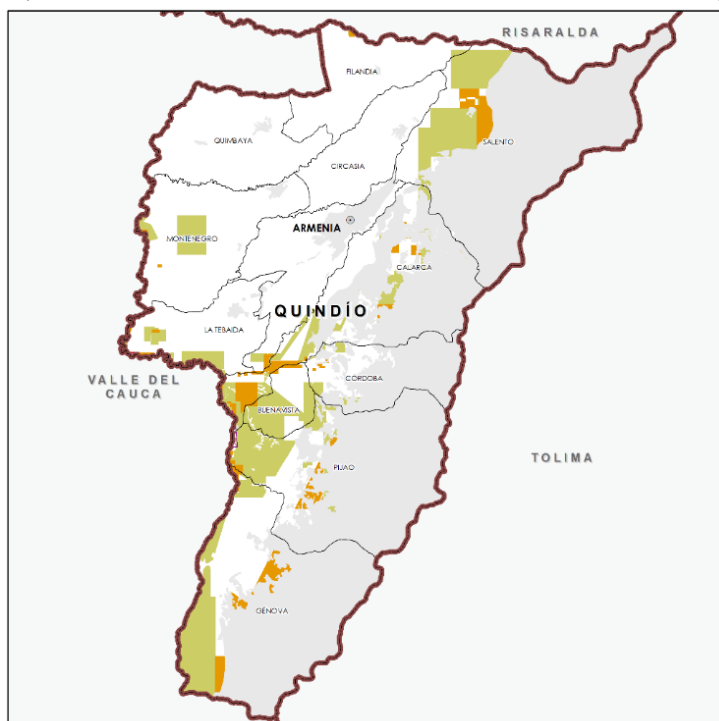 RISARALDA
FILANDIA
QUIMBAYA
SALENTO
CIRCASIA
ARMENIA
MONTENEGRO
CALARCA
QUINDÍO
LA TEBAIDA
VALLE DEL
CAUCA
CORDOBA
BUENAVISTA
TOLIMA
PIJAO
GÉNOVA